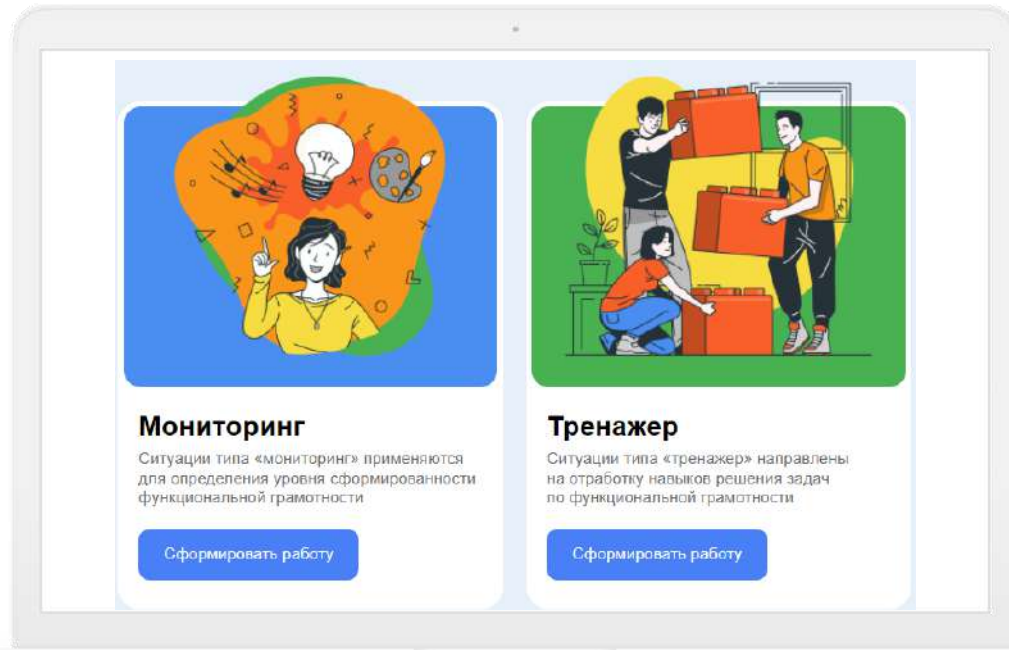 Мониторинг
Ситуации типа «мониторинг» применяются
для определения уровня сформированности
функциональной грамотности
Сформировать работу
Тренажер
Ситуации типа «тренажер» направлены
на отработку навыков решения задач
по функциональной грамотности
Сформировать работу